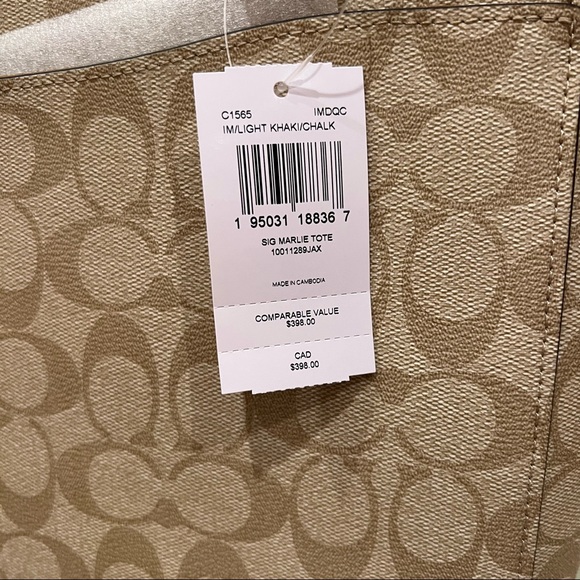 C1565 IMDQC
IM/LIGHT KHAKI/CHALK
1 95031 18836 7
SIG MARLIE TOTE
10011289JAX
MADE IN CAMBODIA
COMPARABLE VALUE
$398.00
CAD
$398.00